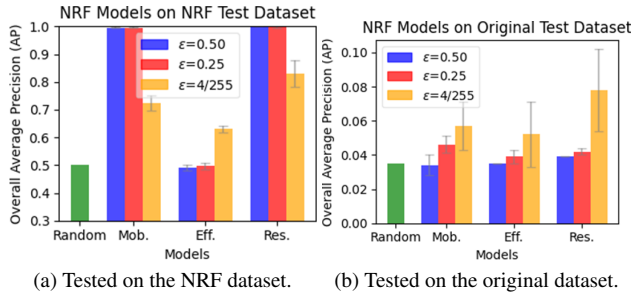 NRF Models on NRF Test Dataset
Overall Average Precision (AP)
1.0
0.9
0.8
0.7
0.6
0.5
0.4
0.3
ε=0.50
ε=0.25
ε=4/255
Random Mob. Eff. Res.
Models
(a) Tested on the NRF dataset.
NRF Models on Original Test Dataset
Overall Average Precision (AP)
0.10
0.08
0.06
0.04
0.02
0.00
ε=0.50
ε=0.25
ε=4/255
Random Mob. Eff. Res.
Models
(b) Tested on the original dataset.